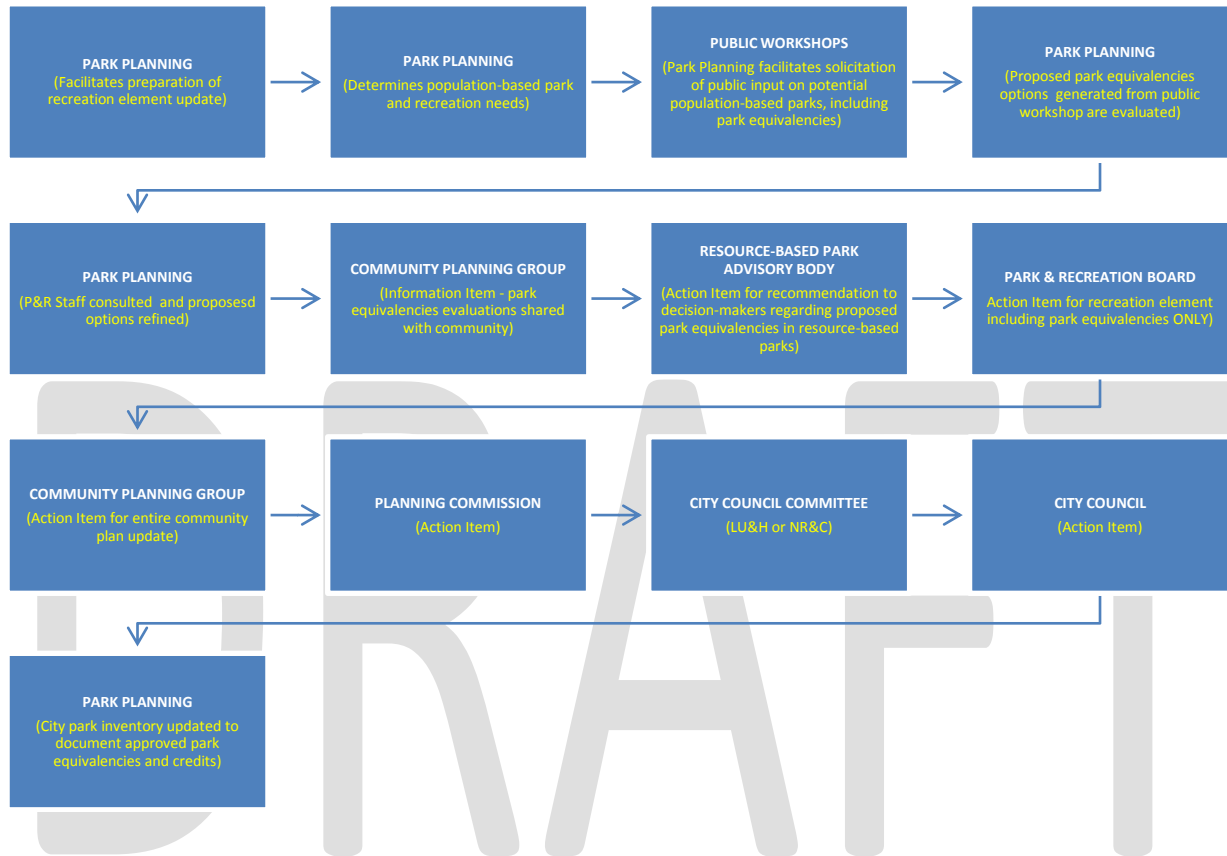 PARK PLANNING
(Facilitates preparation of
recreation element update)
PARK PLANNING
(Determines population-based park
and recreation needs)
PUBLIC WORKSHOPS
(Park Planning facilitates solicitation
of public input on potential
population-based parks, including
park equivalencies)
PARK PLANNING
(Proposed park equivalencies
options generated from public
workshop are evaluated)
PARK PLANNING
(P&R Staff consulted and proposesd
options refined)
COMMUNITY PLANNING GROUP
(Information Item - park
equivalencies evaluations shared
with community)
RESOURCE-BASED PARK
ADVISORY BODY
(Action Item for recommendation to
decision-makers regarding proposed
park equivalencies in resource-based
parks)
PARK & RECREATION BOARD
Action Item for recreation element
including park equivalencies ONLY)
COMMUNITY PLANNING GROUP
(Action Item for entire community
plan update)
PLANNING COMMISSION
(Action Item)
CITY COUNCIL COMMITTEE
(LU&H or NR&C)
CITY COUNCIL
(Action Item)
PARK PLANNING
(City park inventory updated to
document approved park
equivalencies and credits)
DRAFT